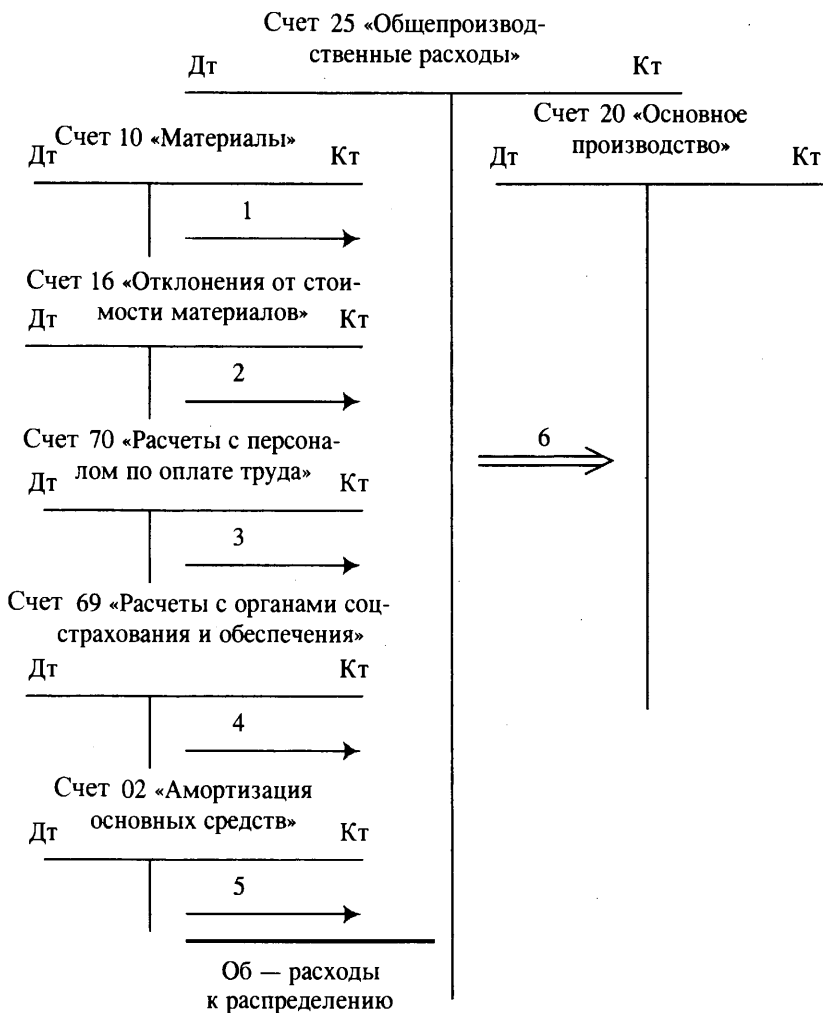 Счет 25 «Общепроизвод-
ственные расходы»
Дт Кт
Счет 10 «Материалы»
Дт Кт
1
Счет 16 «Отклонения от стои-
мости материалов»
Дт Кт
2
Счет 70 «Расчеты с персона-
лом по оплате труда»
Дт Кт
3
Счет 69 «Расчеты с органами соц-
страхования и обеспечения»
Дт Кт
4
Счет 02 «Амортизация
основных средств»
Дт Кт
5
Об — расходы
к распределению
6
Счет 20 «Основное
производство»
Дт Кт